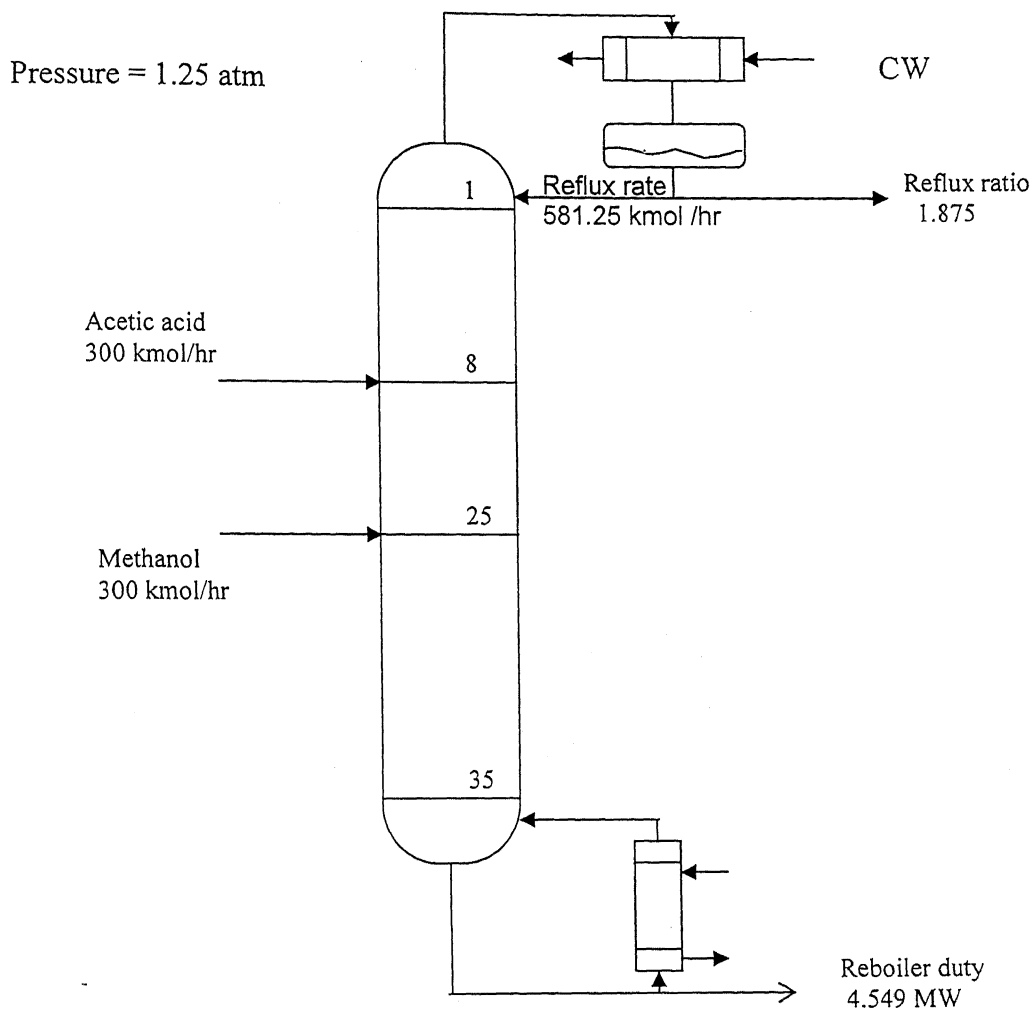 Pressure = 1.25 atm
CW
1
Reflux rate
581.25 kmol /hr
Reflux ratio
1.875
Acetic acid
300 kmol/hr
8
25
Methanol
300 kmol/hr
35
Reboiler duty
4.549 MW